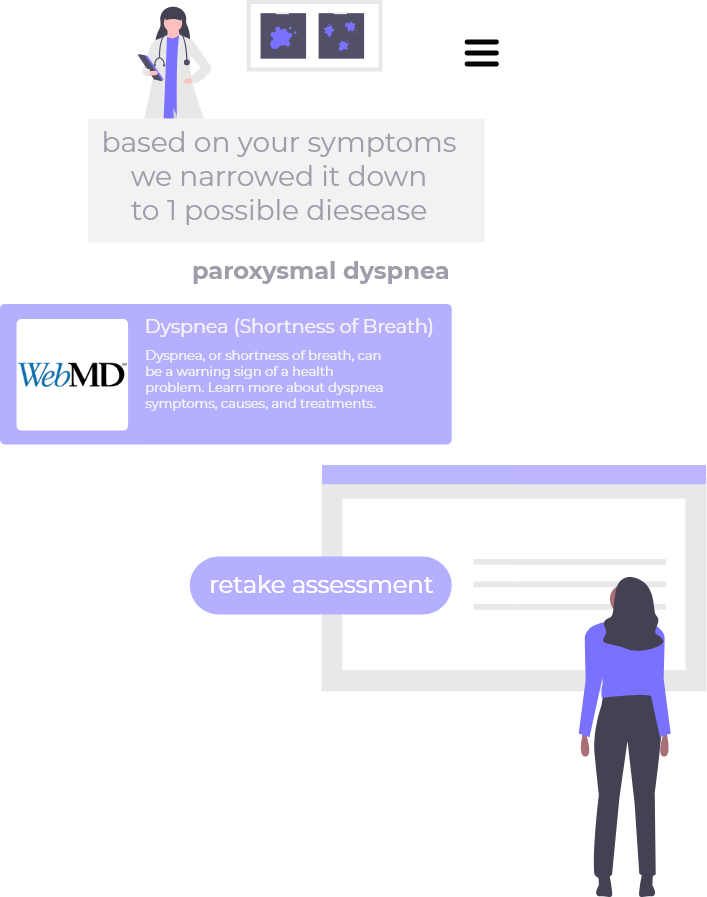 based on your symptoms
we narrowed it down
to 1 possible diesease
paroxysmal dyspnea
WebMD
Dyspnea (Shortness of Breath)
Dyspnea, or shortness of breath, can
be a warning sign of a health
problem. Learn more about dyspnea
symptoms, causes, and treatments.
retake assessment